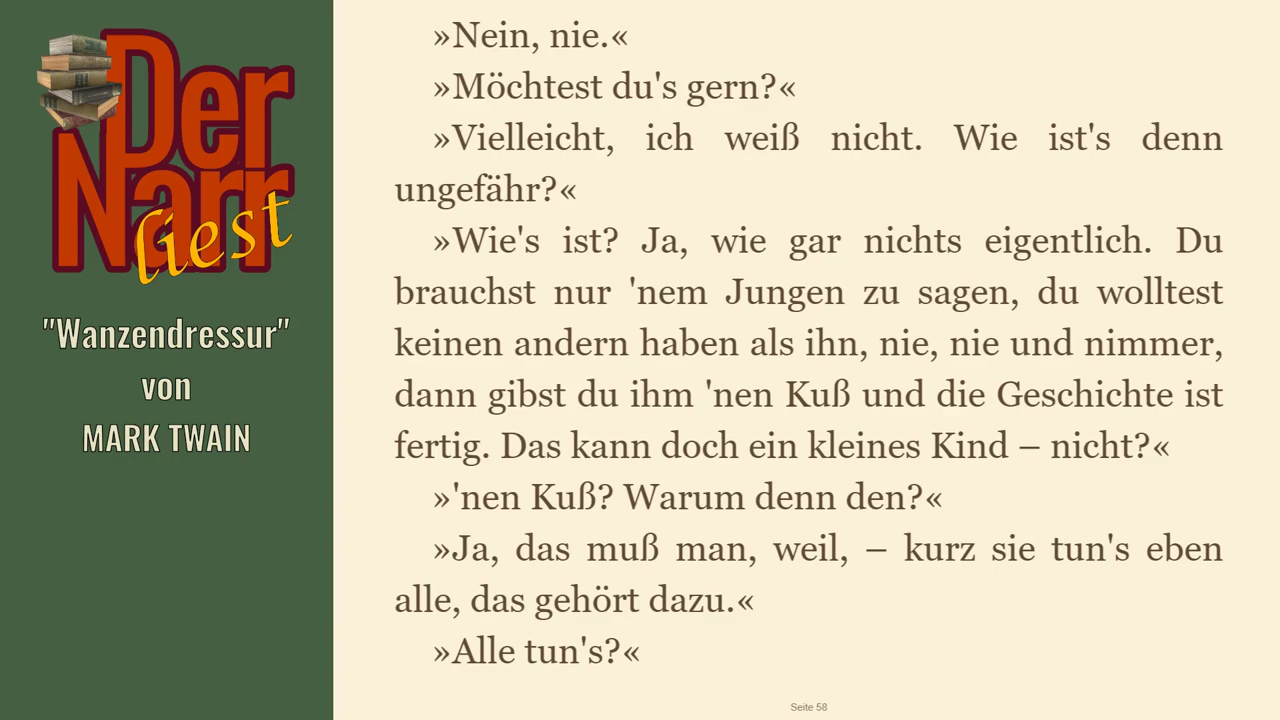 Der
Narr
liest
"Wanzendressur"
von
MARK TWAIN
»Nein, nie.«
»Möchtest du's gern?«
»Vielleicht, ich weiß nicht. Wie ist's denn
ungefähr?«
»Wie's ist? Ja, wie gar nichts eigentlich. Du
brauchst nur 'nem Jungen zu sagen, du wolltest
keinen andern haben als ihn, nie, nie und nimmer,
dann gibst du ihm 'nen Kuß und die Geschichte ist
fertig. Das kann doch ein kleines Kind – nicht?«
»'nen Kuß? Warum denn den?«
»Ja, das muß man, weil, – kurz sie tun's eben
alle, das gehört dazu.«
»Alle tun's?«
Seite 58